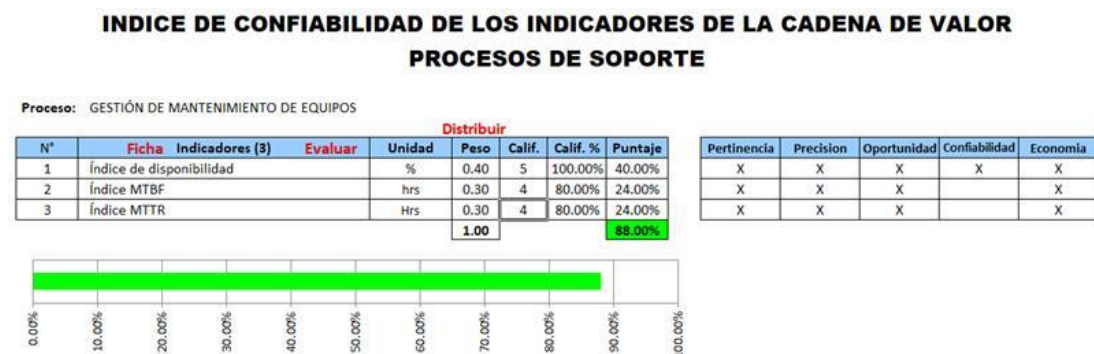 INDICE DE CONFIABILIDAD DE LOS INDICADORES DE LA CADENA DE VALOR
PROCESOS DE SOPORTE
Proceso: GESTIÓN DE MANTENIMIENTO DE EQUIPOS
Distribuir
N° Ficha Indicadores (3) Evaluar Unidad Peso Calif. Calif. % Puntaje Pertinencia Precision Oportunidad Confiabilidad Economia
1 Índice de disponibilidad % 0.40 5 100.00% 40.00% X X X X X
2 Índice MTBF hrs 0.30 4 80.00% 24.00% X X X X
3 Índice MTTR Hrs 0.30 4 80.00% 24.00% X X X X
1.00 88.00%
0.00% 10.00% 20.00% 30.00% 40.00% 50.00% 60.00% 70.00% 80.00% 90.00% 100.00%